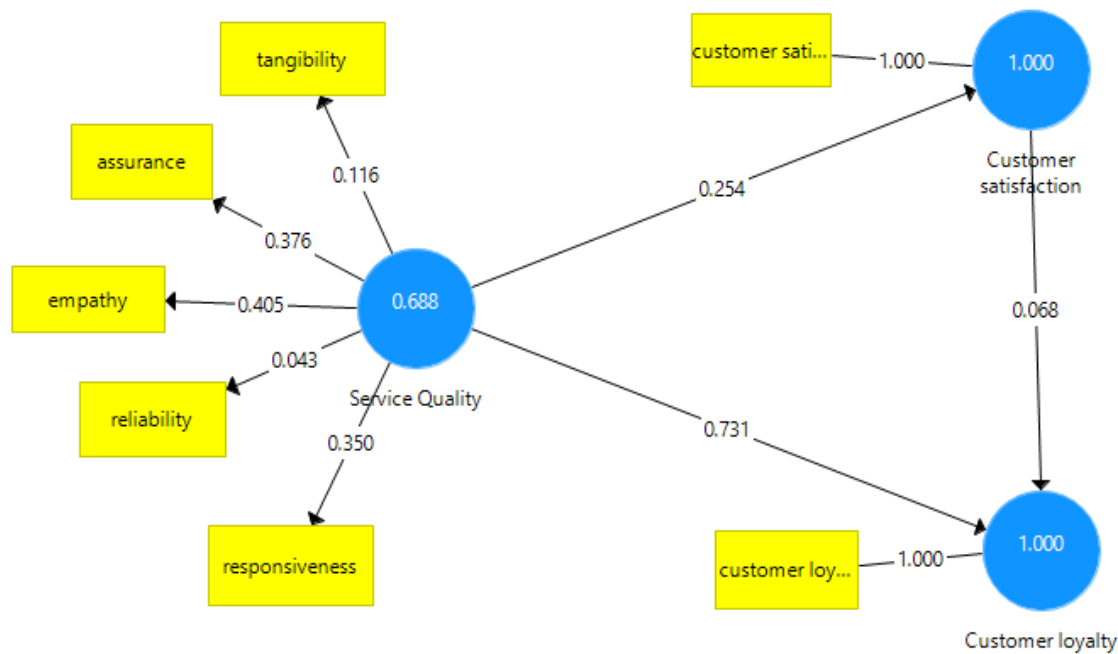 tangibility
customer sati...
1.000
1.000
assurance
0.116
Customer
satisfaction
0.254
0.376
empathy
0.405
0.688
0.068
0.043
Service Quality
reliability
0.350
0.731
responsiveness
customer loy...
1.000
1.000
Customer loyalty